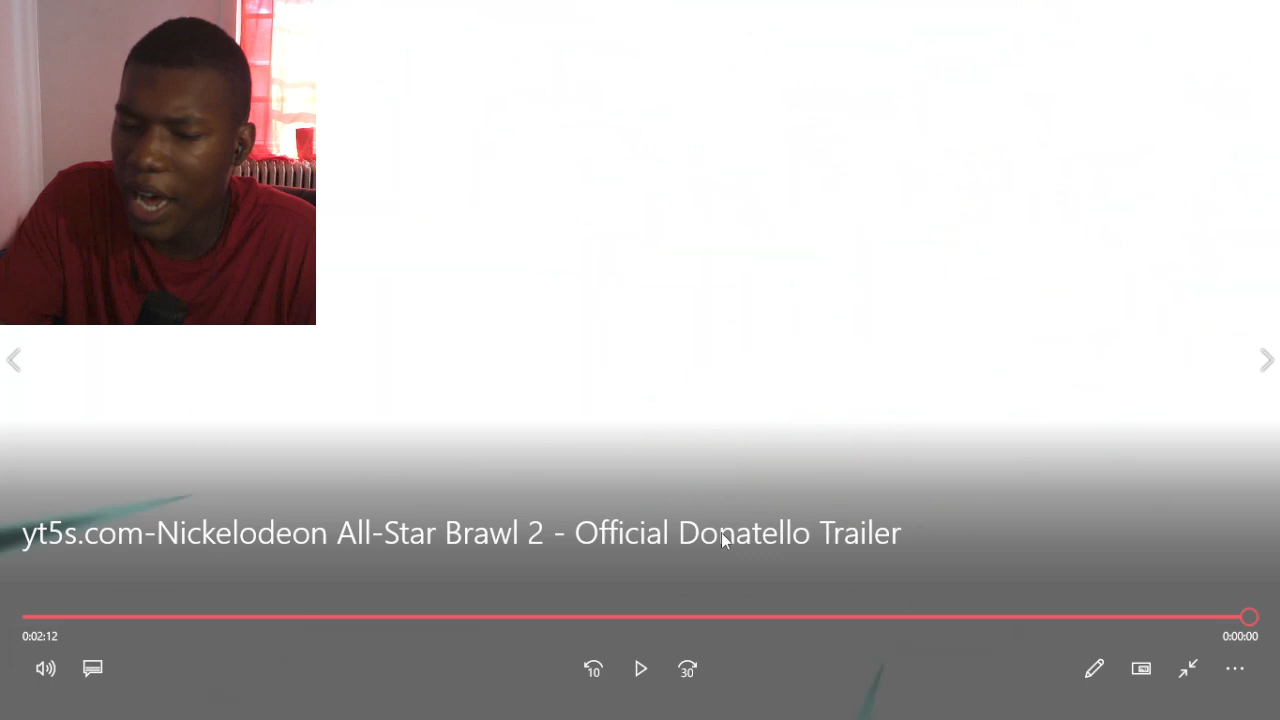 yt5s.com-Nickelodeon All-Star Brawl 2 - Official Donatello Trailer
0:02:12
0:00:00
10
30